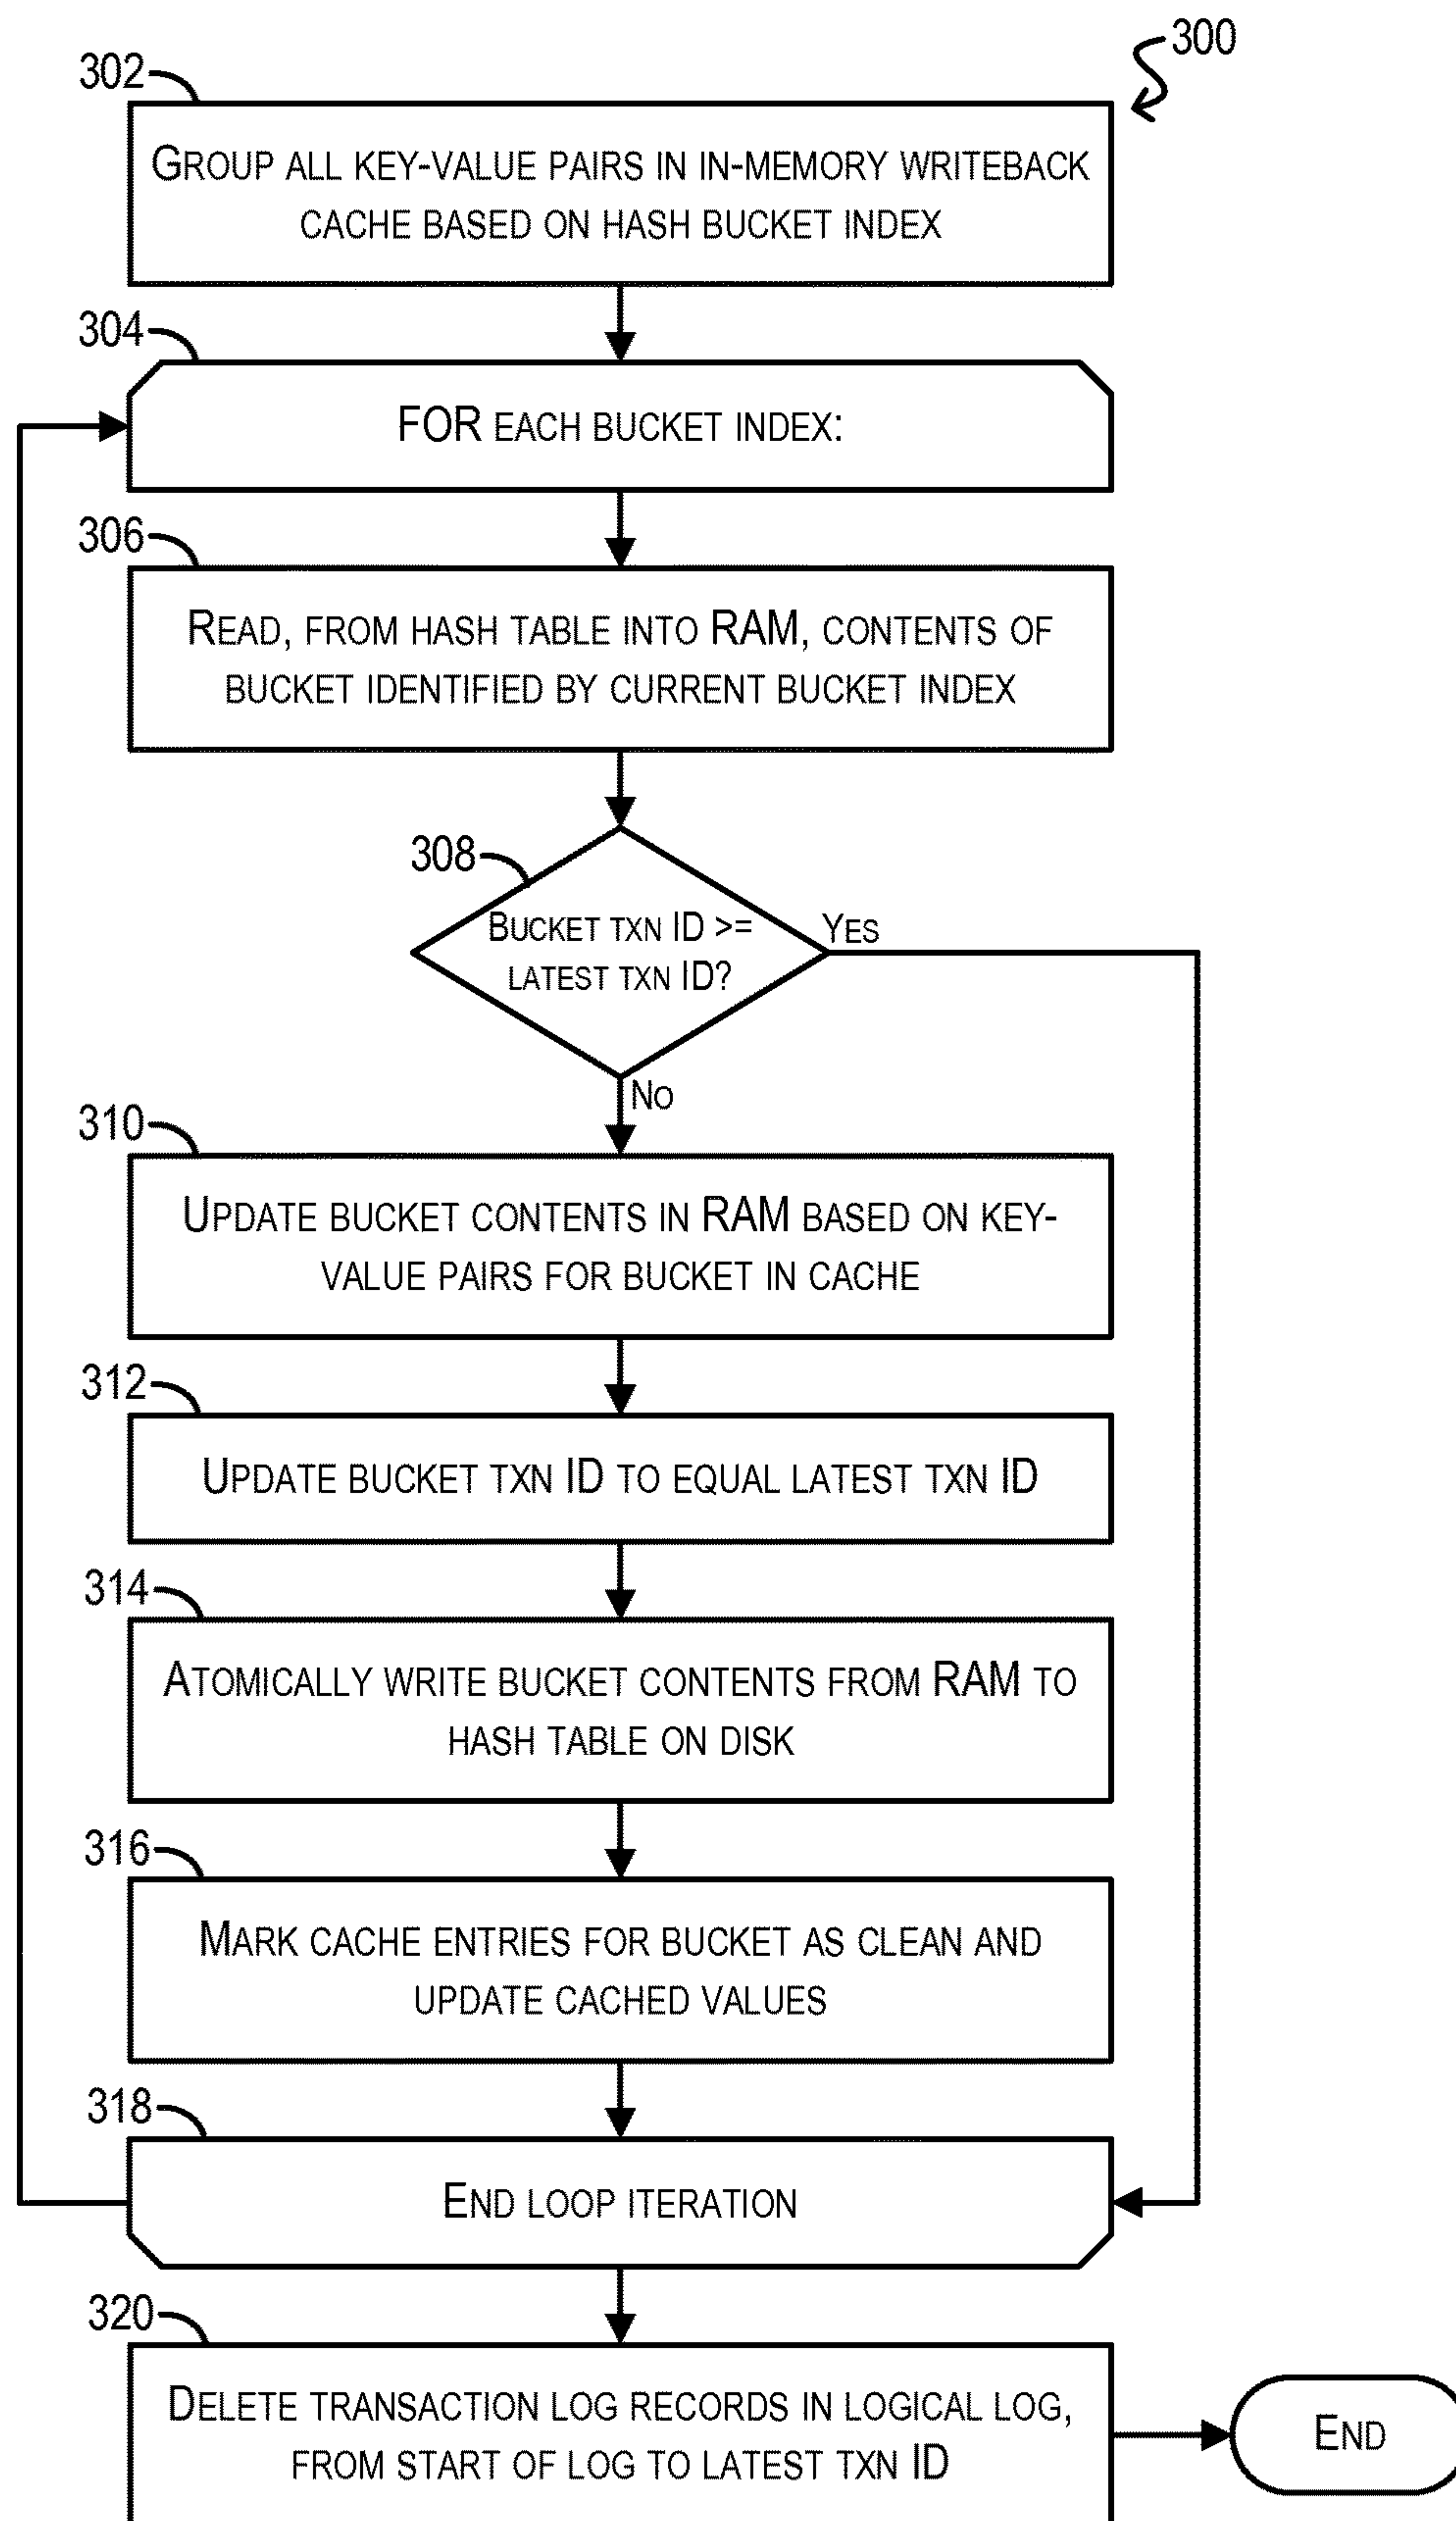 300
302
GROUP ALL KEY-VALUE PAIRS IN IN-MEMORY WRITEBACK
CACHE BASED ON HASH BUCKET INDEX
304
FOR EACH BUCKET INDEX:
306
READ, FROM HASH TABLE INTO RAM, CONTENTS OF
BUCKET IDENTIFIED BY CURRENT BUCKET INDEX
308
BUCKET TXN ID >=
LATEST TXN ID?
YES
NO
310
UPDATE BUCKET CONTENTS IN RAM BASED ON KEY-
VALUE PAIRS FOR BUCKET IN CACHE
312
UPDATE BUCKET TXN ID TO EQUAL LATEST TXN ID
314
ATOMICALLY WRITE BUCKET CONTENTS FROM RAM TO
HASH TABLE ON DISK
316
MARK CACHE ENTRIES FOR BUCKET AS CLEAN AND
UPDATE CACHED VALUES
318
END LOOP ITERATION
320
DELETE TRANSACTION LOG RECORDS IN LOGICAL LOG,
FROM START OF LOG TO LATEST TXN ID
END